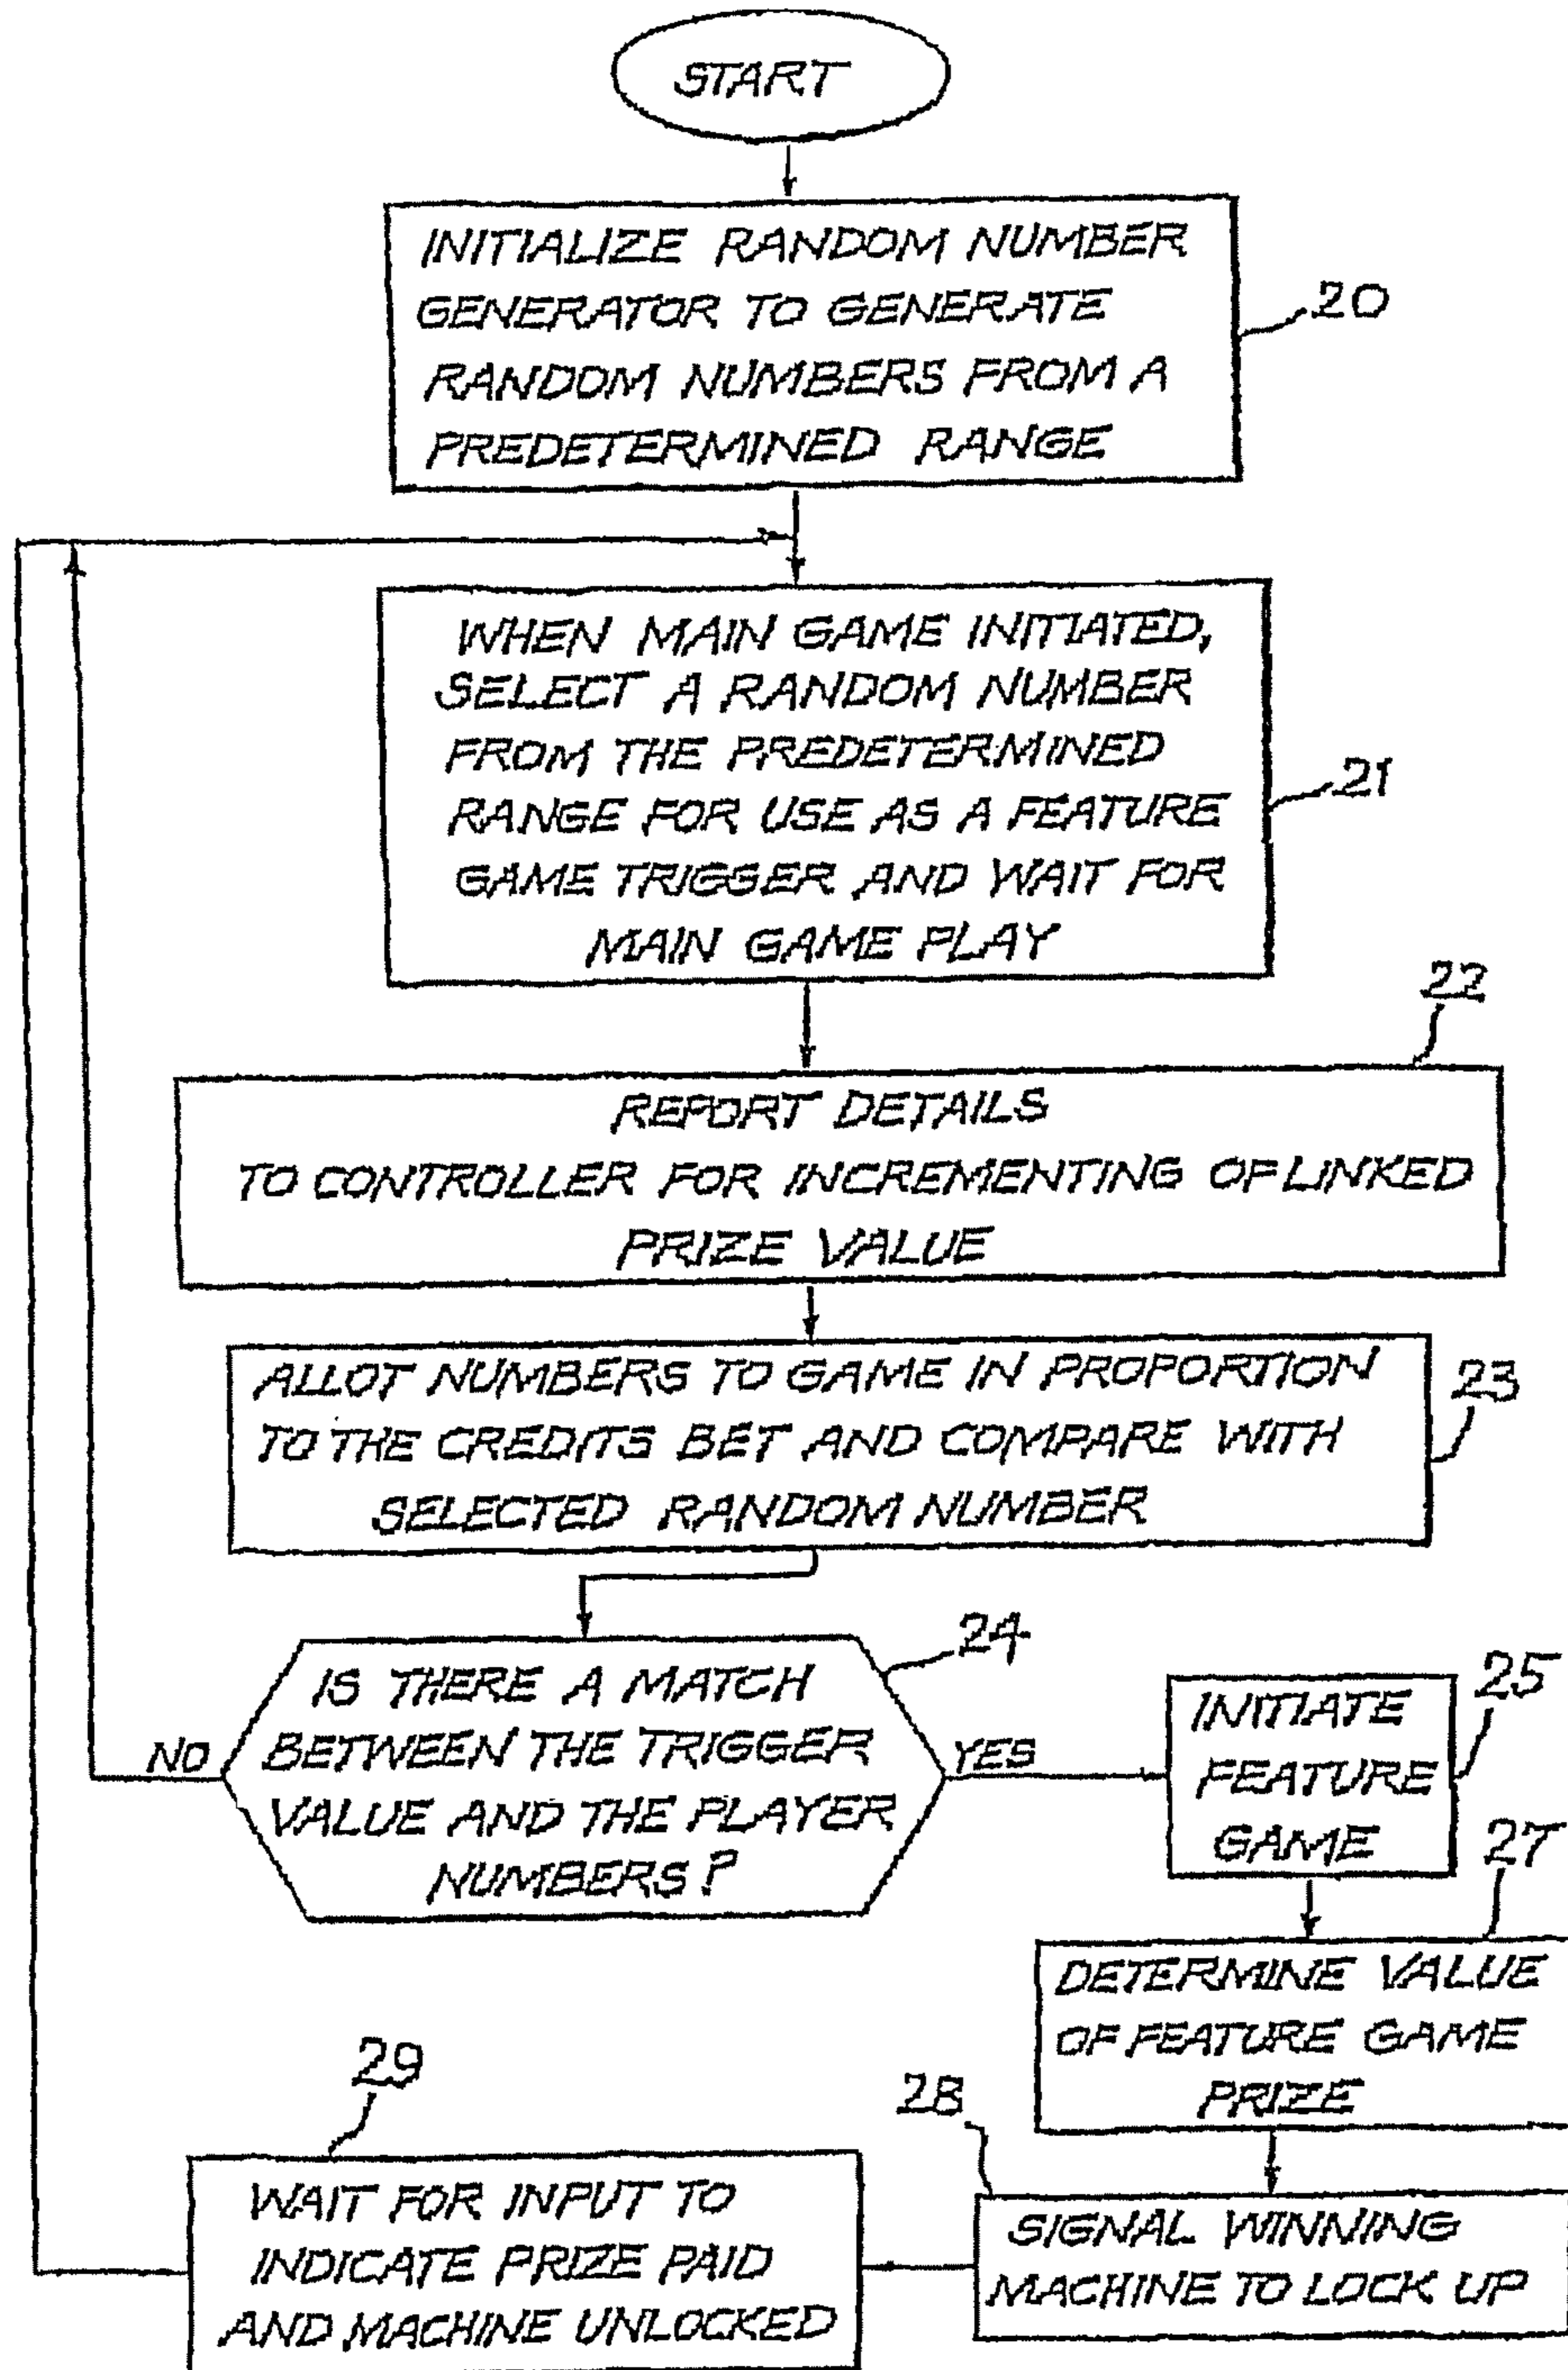 START
INITIALIZE RANDOM NUMBER
GENERATOR TO GENERATE
RANDOM NUMBERS FROM A
PREDETERMINED RANGE
20
WHEN MAIN GAME INITIATED,
SELECT A RANDOM NUMBER
FROM THE PREDETERMINED
RANGE FOR USE AS A FEATURE
GAME TRIGGER AND WAIT FOR
MAIN GAME PLAY
21
22
REPORT DETAILS
TO CONTROLLER FOR INCREMENTING OF LINKED
PRIZE VALUE
ALLOT NUMBERS TO GAME IN PROPORTION
TO THE CREDITS BET AND COMPARE WITH
SELECTED RANDOM NUMBER
23
24
IS THERE A MATCH
BETWEEN THE TRIGGER
VALUE AND THE PLAYER
NUMBERS?
NO
YES
25
INITIATE
FEATURE
GAME
27
DETERMINE VALUE
OF FEATURE GAME
PRIZE
28
SIGNAL WINNING
MACHINE TO LOCK UP
29
WAIT FOR INPUT TO
INDICATE PRIZE PAID
AND MACHINE UNLOCKED